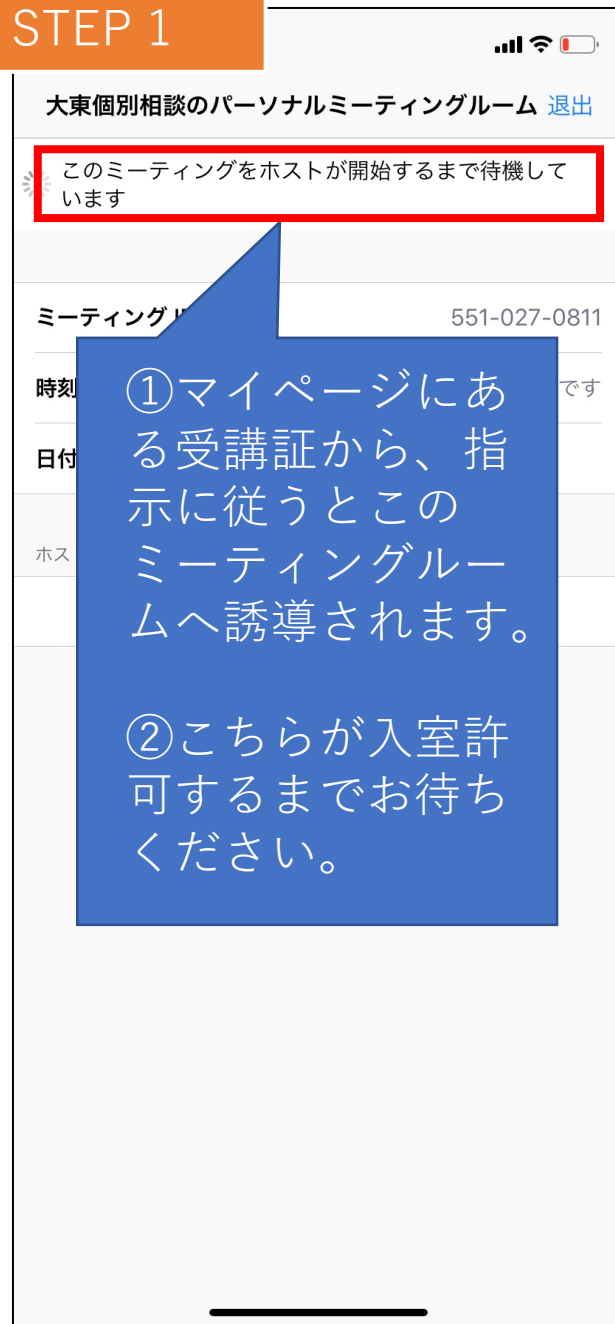 STEP 1
大東個別相談のパーソナルミーティングルーム 退出
このミーティングをホストが開始するまで待機して
います
ミーティング
551-027-0811
時刻
です
日付
ホス
①マイページにあ
る受講証から、指
示に従うとこの
ミーティングルー
ムへ誘導されます。
②こちらが入室許
可するまでお待ち
ください。